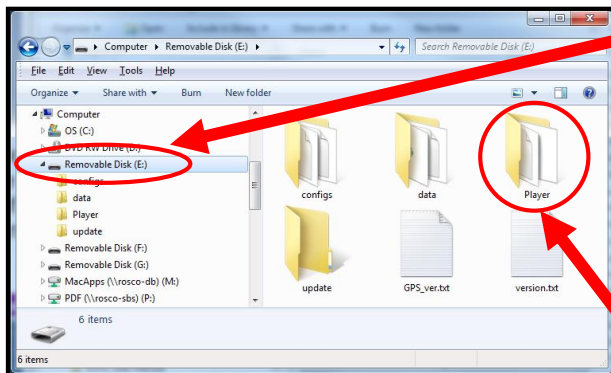 Computer ▸ Removable Disk (E:) ▸
Search Removable Disk (E:)
File Edit View Tools Help
Organize ▾ Share with ▾ Burn New folder
Computer
OS (C:)
DVD RW Drive (D:)
Removable Disk (E:)
configs
data
Player
update
Removable Disk (F:)
Removable Disk (G:)
MacApps (\\rosco-db) (M:)
PDF (\\rosco-sbs) (P:)
configs
data
Player
update
GPS_ver.txt
version.txt
6 items
6 items